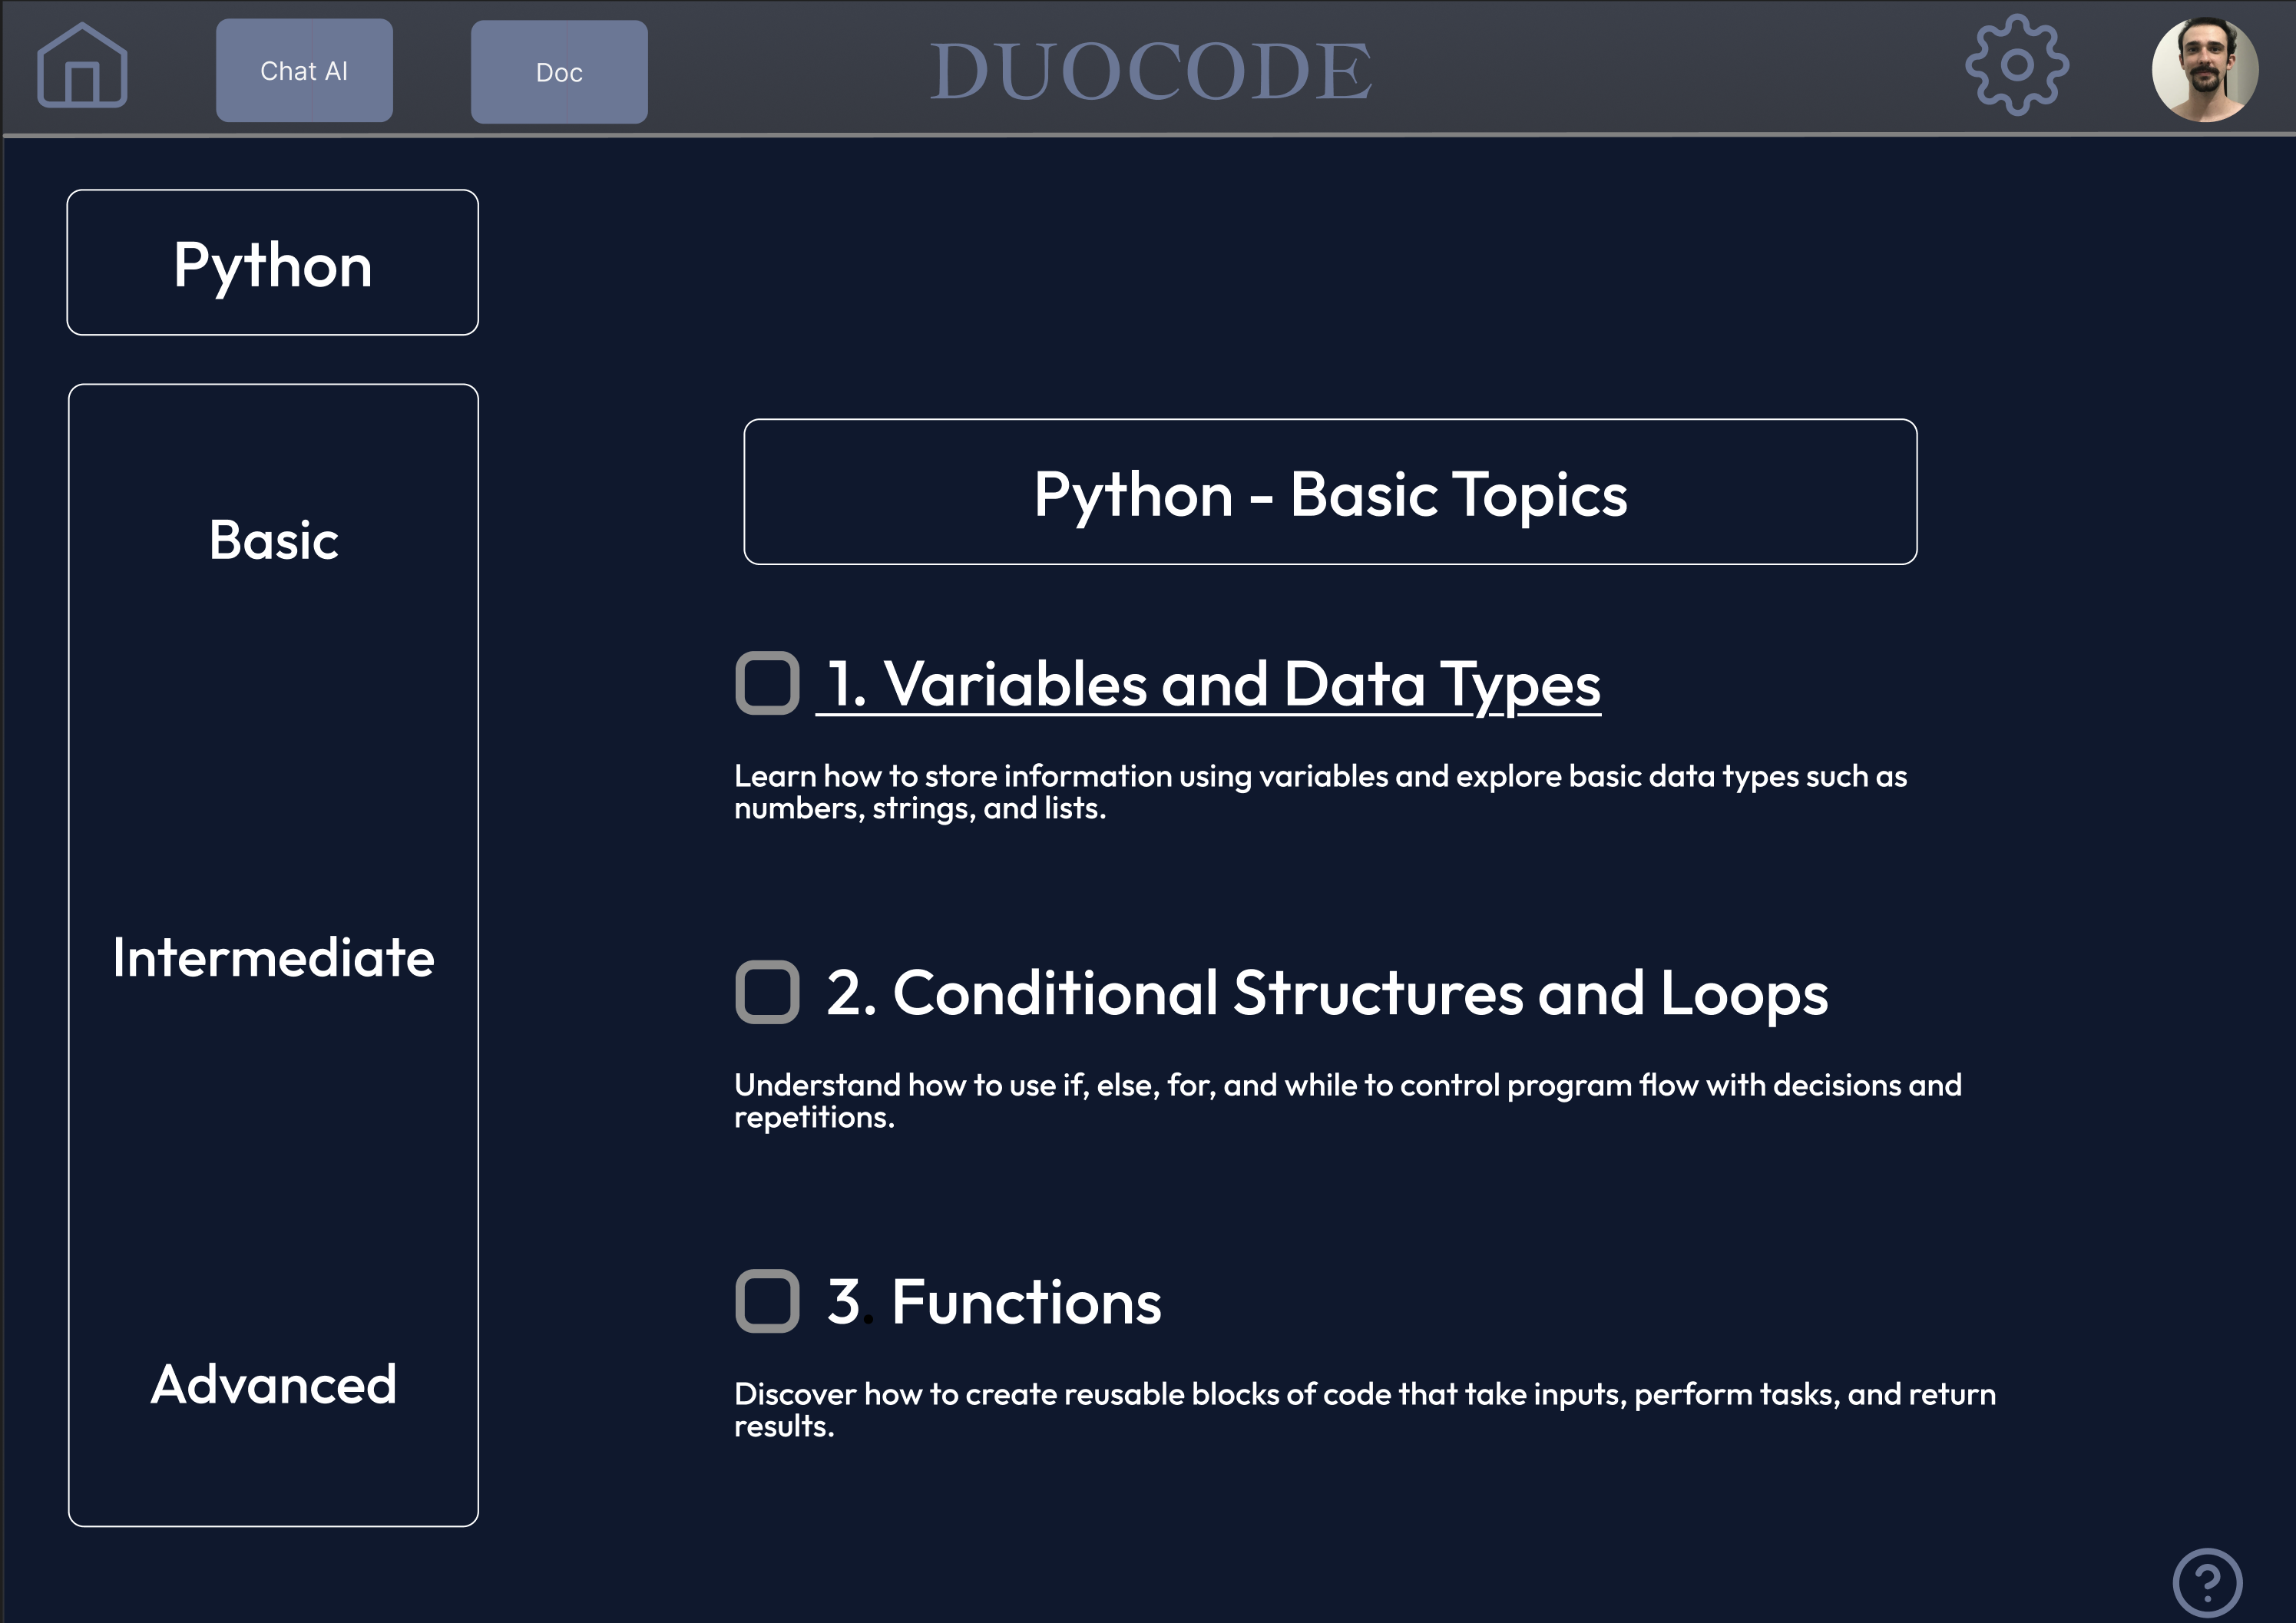 Chat AI
Doc
DUOCODE
Python
Basic
Intermediate
Advanced
Python - Basic Topics
1. Variables and Data Types
Learn how to store information using variables and explore basic data types such as
numbers, strings, and lists.
2. Conditional Structures and Loops
Understand how to use if, else, for, and while to control program flow with decisions and
repetitions.
3. Functions
Discover how to create reusable blocks of code that take inputs, perform tasks, and return
results.
?